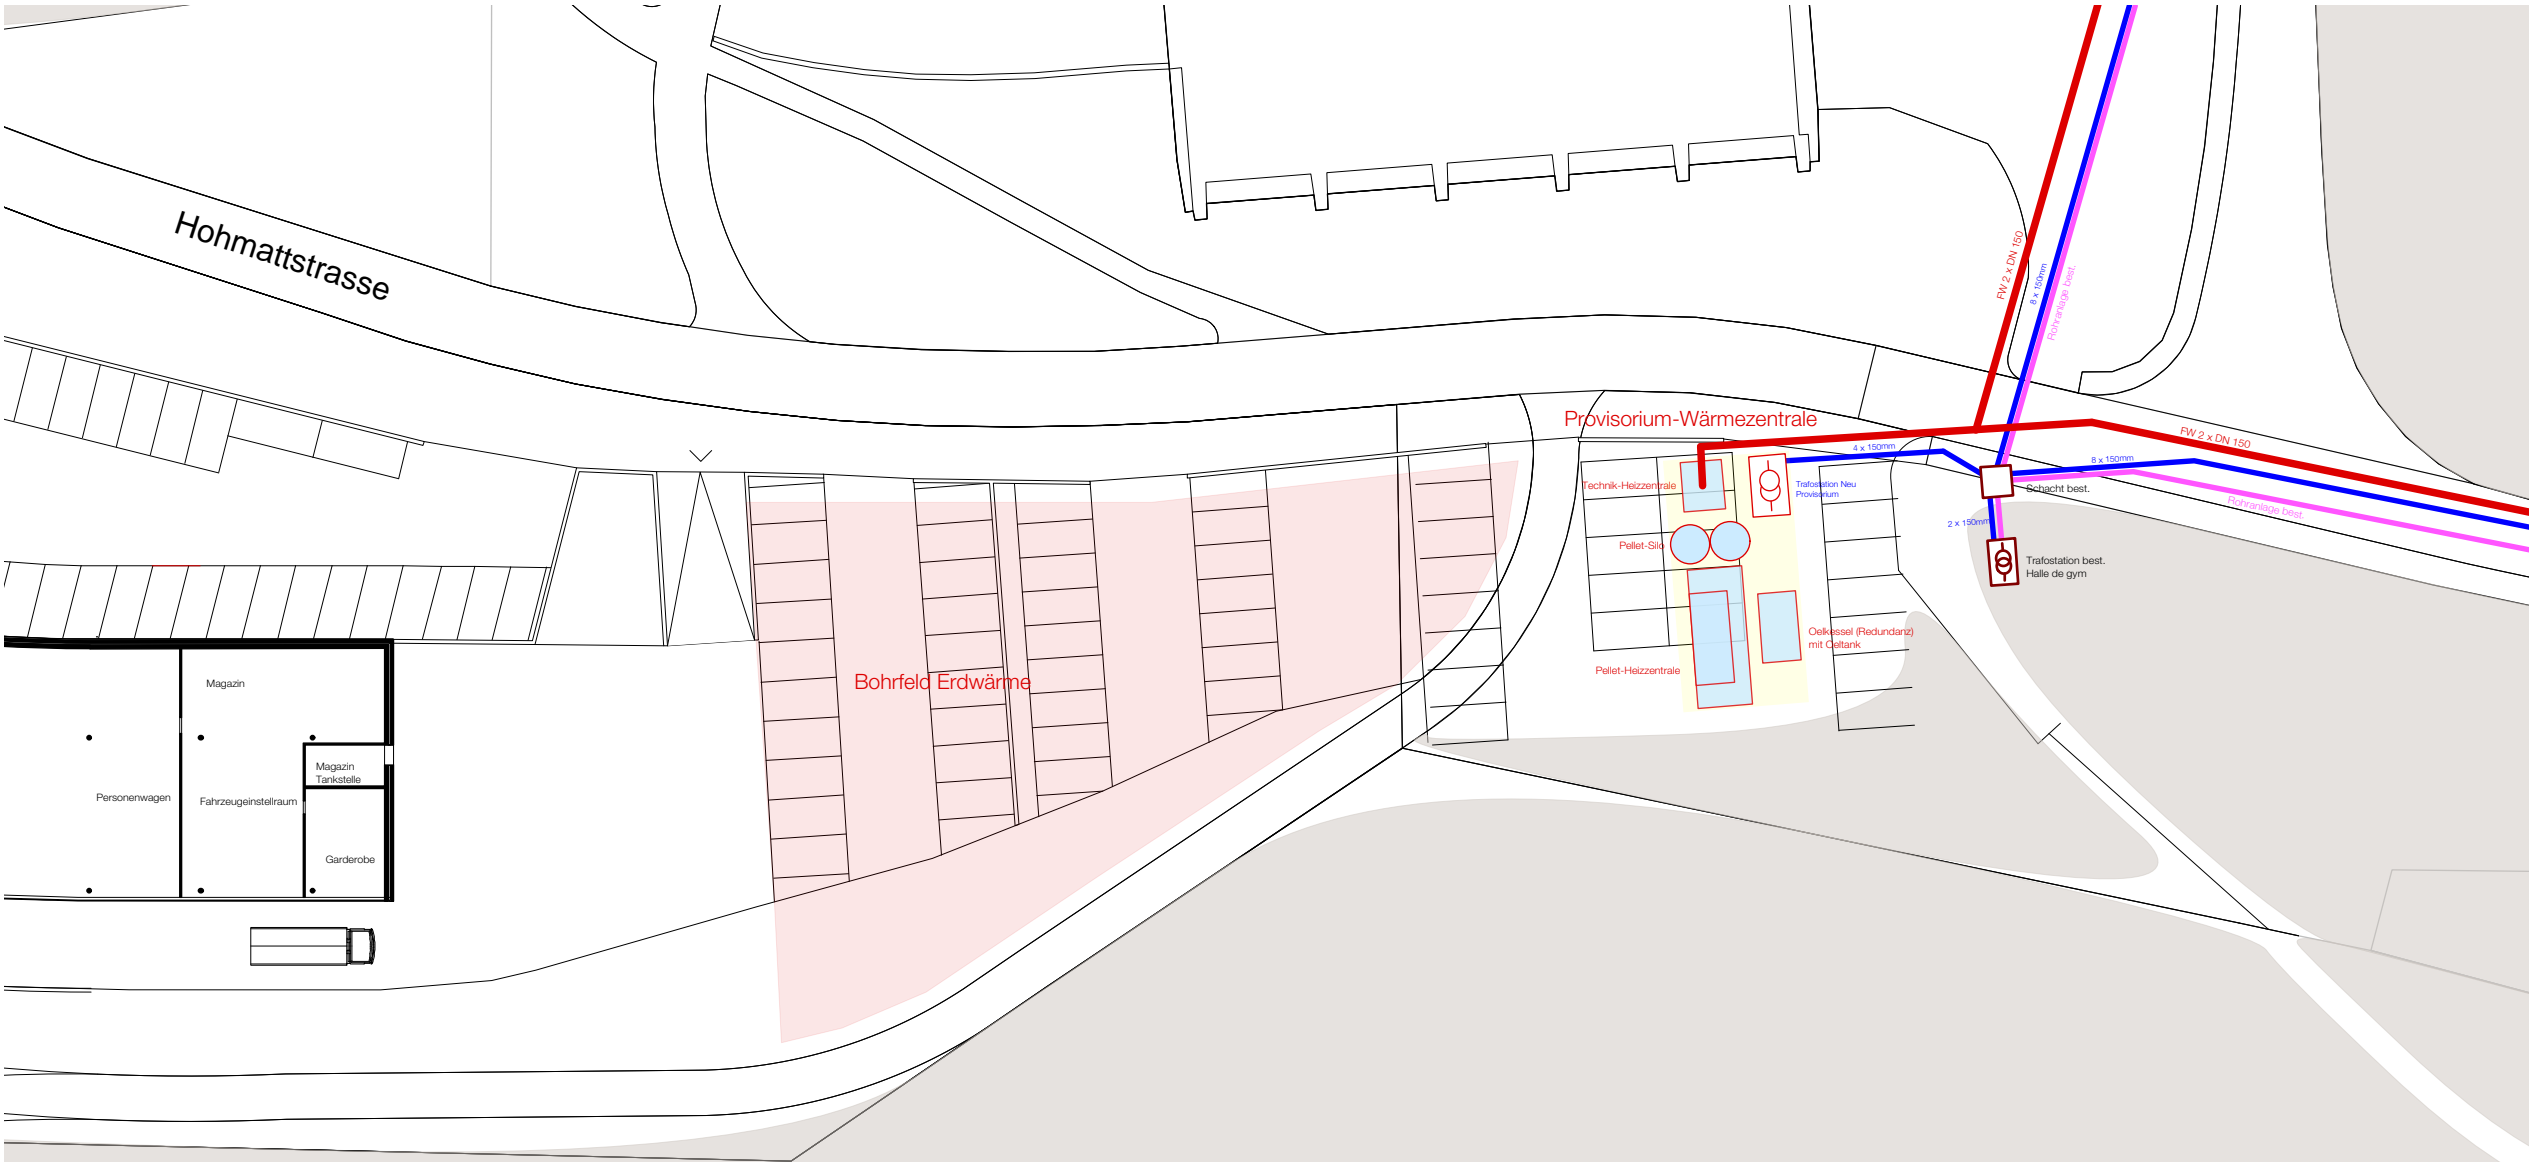 Hohmattstrasse
FW 2 x DN 150
8 x 150mm
Rohranlage best.
Provisorium-Wärmezentrale
FW 2 x DN 150
4 x 150mm
8 x 150mm
Technik-Heizzentrale
Trafostation Neu
Provisorium
Schacht best.
Rohranlage best.
2 x 150mm
Pellet-Silo
Trafostation best.
Halle de gym
Oelkessel (Redundanz)
mit Oeltank
Pellet-Heizzentrale
Bohrfeld Erdwärme
Magazin
Magazin
Tankstelle
Personenwagen
Fahrzeugeinstellraum
Garderobe